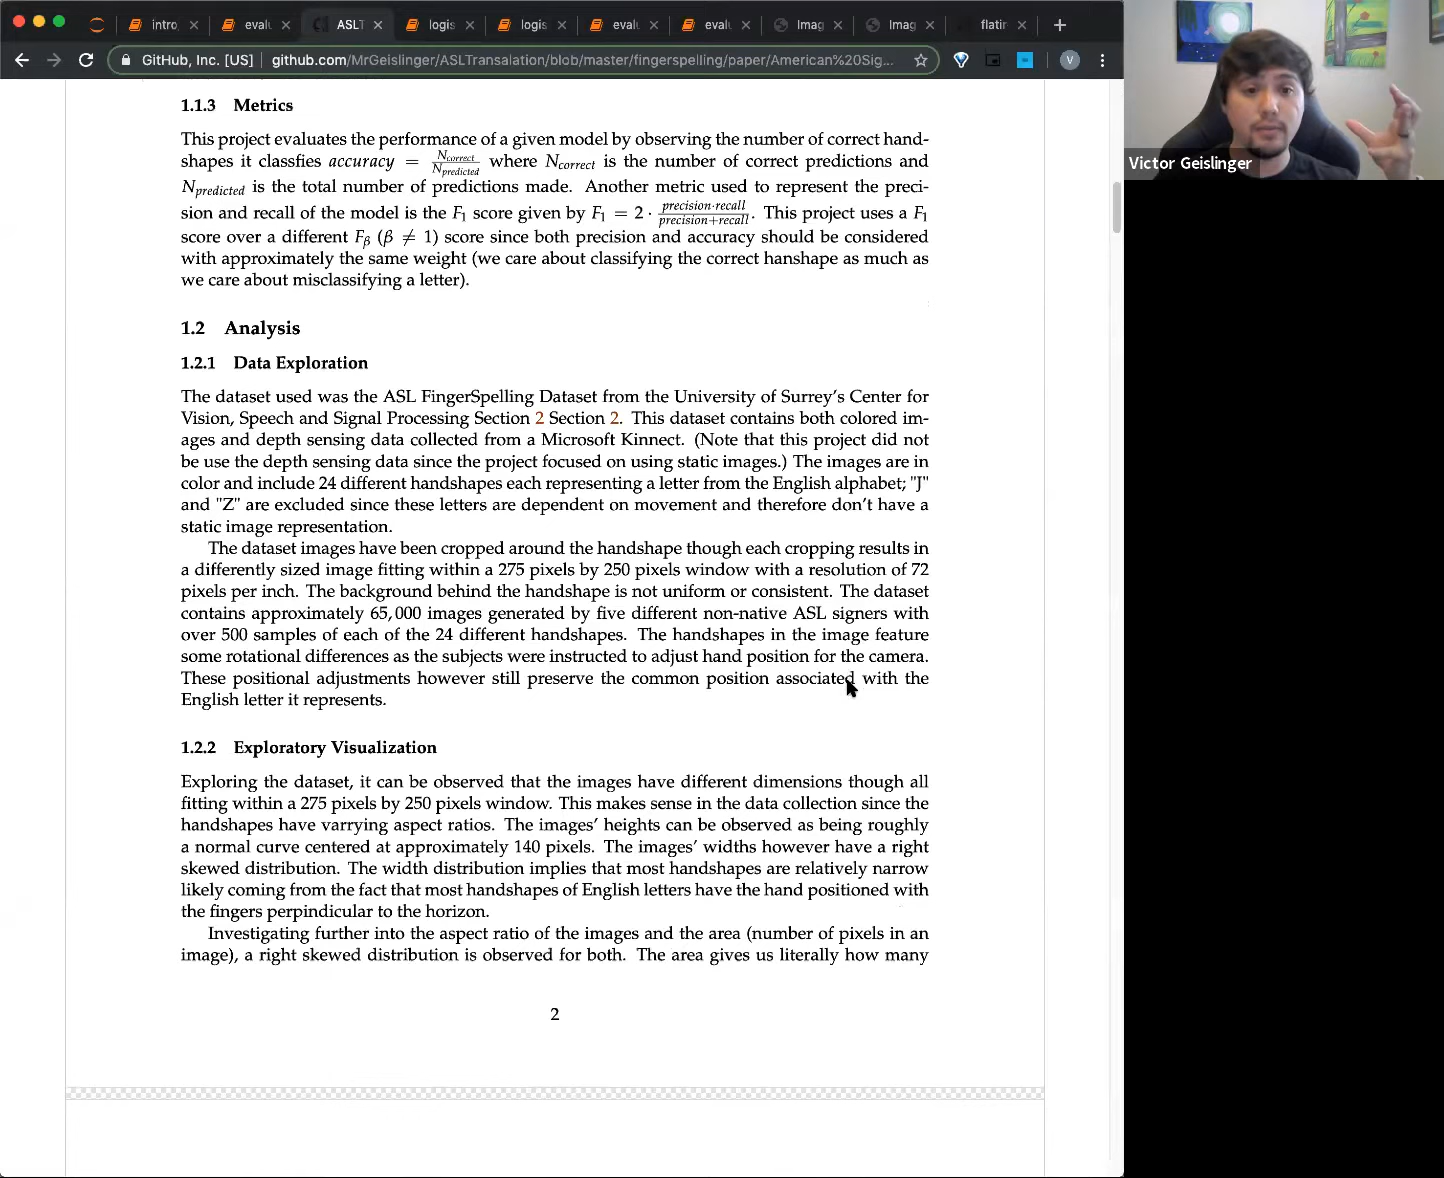 intro
evalu
ASLT
logis
logis
evalu
evalu
Imag
Imag
flatir
GitHub, Inc. [US] github.com/MrGeislinger/ASLTransalation/blob/master/fingerspelling/paper/American%20Sig...
V
Victor Geislinger
1.1.3 Metrics
This project evaluates the performance of a given model by observing the number of correct hand-
shapes it classfies accuracy = Ncorrect/Npredicted where Ncorrect is the number of correct predictions and
Npredicted is the total number of predictions made. Another metric used to represent the preci-
sion and recall of the model is the F1 score given by F1 = 2 · precision·recall/precision+recall. This project uses a F1
score over a different Fβ (β ≠ 1) score since both precision and accuracy should be considered
with approximately the same weight (we care about classifying the correct hanshape as much as
we care about misclassifying a letter).
1.2 Analysis
1.2.1 Data Exploration
The dataset used was the ASL FingerSpelling Dataset from the University of Surrey's Center for
Vision, Speech and Signal Processing Section 2 Section 2. This dataset contains both colored im-
ages and depth sensing data collected from a Microsoft Kinnect. (Note that this project did not
be use the depth sensing data since the project focused on using static images.) The images are in
color and include 24 different handshapes each representing a letter from the English alphabet; "J"
and "Z" are excluded since these letters are dependent on movement and therefore don't have a
static image representation.
The dataset images have been cropped around the handshape though each cropping results in
a differently sized image fitting within a 275 pixels by 250 pixels window with a resolution of 72
pixels per inch. The background behind the handshape is not uniform or consistent. The dataset
contains approximately 65,000 images generated by five different non-native ASL signers with
over 500 samples of each of the 24 different handshapes. The handshapes in the image feature
some rotational differences as the subjects were instructed to adjust hand position for the camera.
These positional adjustments however still preserve the common position associated with the
English letter it represents.
1.2.2 Exploratory Visualization
Exploring the dataset, it can be observed that the images have different dimensions though all
fitting within a 275 pixels by 250 pixels window. This makes sense in the data collection since the
handshapes have varrying aspect ratios. The images' heights can be observed as being roughly
a normal curve centered at approximately 140 pixels. The images' widths however have a right
skewed distribution. The width distribution implies that most handshapes are relatively narrow
likely coming from the fact that most handshapes of English letters have the hand positioned with
the fingers perpindicular to the horizon.
Investigating further into the aspect ratio of the images and the area (number of pixels in an
image), a right skewed distribution is observed for both. The area gives us literally how many
2